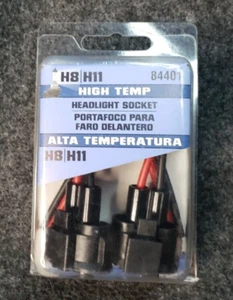 H8|H11 84401
HIGH TEMP
HEADLIGHT SOCKET
PORTAFOCO PARA
FARO DELANTERO
ALTA TEMPERATURA
H8|H11